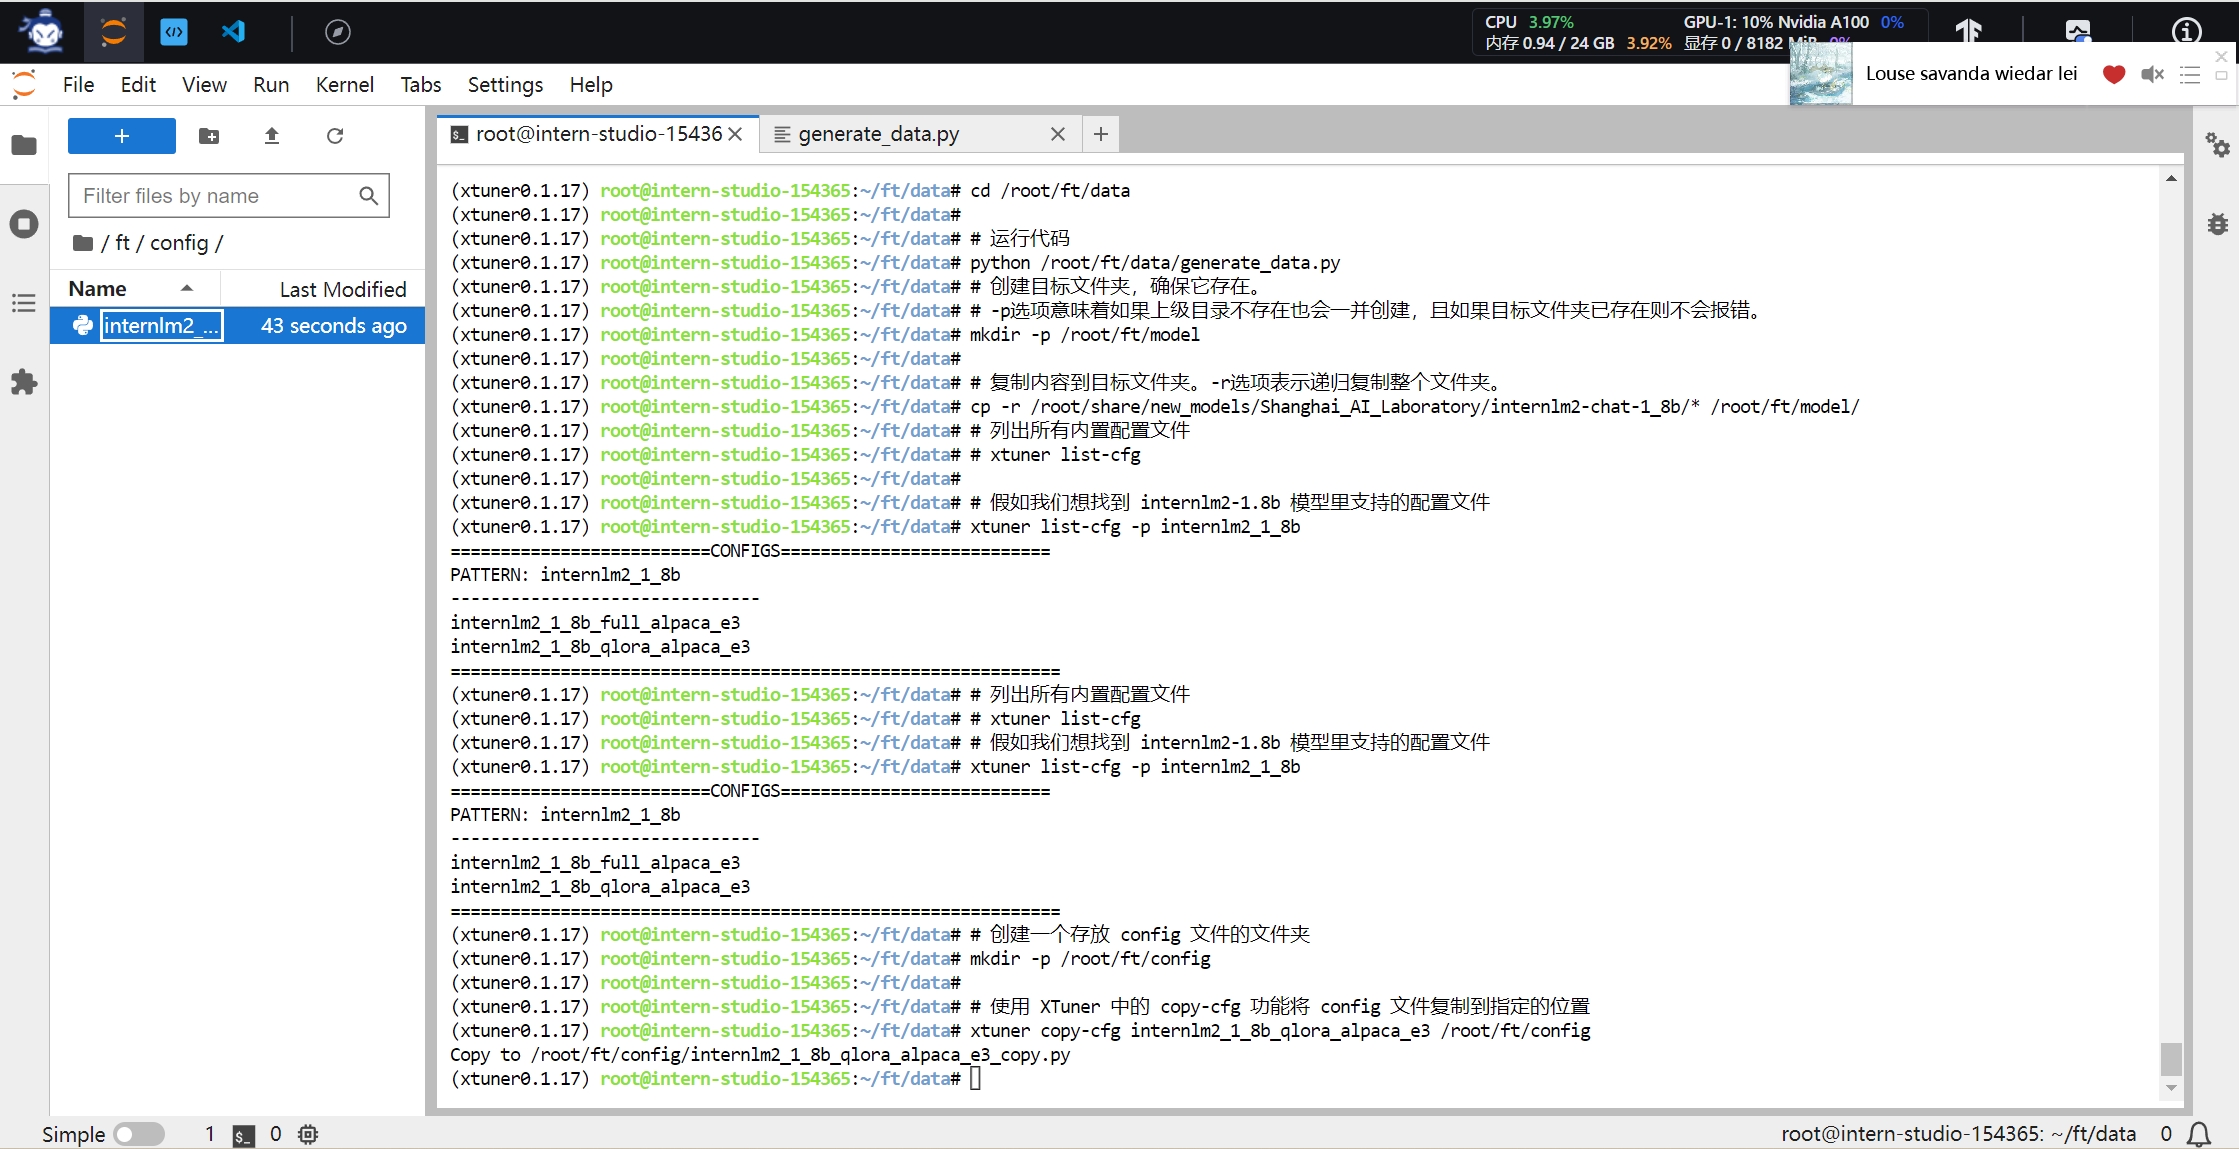 CPU 3.97% GPU-1: 10% Nvidia A100 0%
内存 0.94 / 24 GB 3.92% 显存 0 / 8182 MiB 0%
Louse savanda wiedar lei
File Edit View Run Kernel Tabs Settings Help
+
Filter files by name
/ ft / config /
Name Last Modified
internlm2_... 43 seconds ago
root@intern-studio-15436 generate_data.py
(xtuner0.1.17) root@intern-studio-154365:~/ft/data# cd /root/ft/data
(xtuner0.1.17) root@intern-studio-154365:~/ft/data#
(xtuner0.1.17) root@intern-studio-154365:~/ft/data# # 运行代码
(xtuner0.1.17) root@intern-studio-154365:~/ft/data# python /root/ft/data/generate_data.py
(xtuner0.1.17) root@intern-studio-154365:~/ft/data# # 创建目标文件夹，确保它存在。
(xtuner0.1.17) root@intern-studio-154365:~/ft/data# # -p选项意味着如果上级目录不存在也会一并创建，且如果目标文件夹已存在则不会报错。
(xtuner0.1.17) root@intern-studio-154365:~/ft/data# mkdir -p /root/ft/model
(xtuner0.1.17) root@intern-studio-154365:~/ft/data#
(xtuner0.1.17) root@intern-studio-154365:~/ft/data# # 复制内容到目标文件夹。-r选项表示递归复制整个文件夹。
(xtuner0.1.17) root@intern-studio-154365:~/ft/data# cp -r /root/share/new_models/Shanghai_AI_Laboratory/internlm2-chat-1_8b/* /root/ft/model/
(xtuner0.1.17) root@intern-studio-154365:~/ft/data# # 列出所有内置配置文件
(xtuner0.1.17) root@intern-studio-154365:~/ft/data# # xtuner list-cfg
(xtuner0.1.17) root@intern-studio-154365:~/ft/data#
(xtuner0.1.17) root@intern-studio-154365:~/ft/data# # 假如我们想找到 internlm2-1.8b 模型里支持的配置文件
(xtuner0.1.17) root@intern-studio-154365:~/ft/data# xtuner list-cfg -p internlm2_1_8b
==========================CONFIGS===========================
PATTERN: internlm2_1_8b
-------------------------------
internlm2_1_8b_full_alpaca_e3
internlm2_1_8b_qlora_alpaca_e3
=============================================================
(xtuner0.1.17) root@intern-studio-154365:~/ft/data# # 列出所有内置配置文件
(xtuner0.1.17) root@intern-studio-154365:~/ft/data# # xtuner list-cfg
(xtuner0.1.17) root@intern-studio-154365:~/ft/data# # 假如我们想找到 internlm2-1.8b 模型里支持的配置文件
(xtuner0.1.17) root@intern-studio-154365:~/ft/data# xtuner list-cfg -p internlm2_1_8b
==========================CONFIGS===========================
PATTERN: internlm2_1_8b
-------------------------------
internlm2_1_8b_full_alpaca_e3
internlm2_1_8b_qlora_alpaca_e3
=============================================================
(xtuner0.1.17) root@intern-studio-154365:~/ft/data# # 创建一个存放 config 文件的文件夹
(xtuner0.1.17) root@intern-studio-154365:~/ft/data# mkdir -p /root/ft/config
(xtuner0.1.17) root@intern-studio-154365:~/ft/data#
(xtuner0.1.17) root@intern-studio-154365:~/ft/data# # 使用 XTuner 中的 copy-cfg 功能将 config 文件复制到指定的位置
(xtuner0.1.17) root@intern-studio-154365:~/ft/data# xtuner copy-cfg internlm2_1_8b_qlora_alpaca_e3 /root/ft/config
Copy to /root/ft/config/internlm2_1_8b_qlora_alpaca_e3_copy.py
(xtuner0.1.17) root@intern-studio-154365:~/ft/data#
Simple 1 0 root@intern-studio-154365: ~/ft/data 0